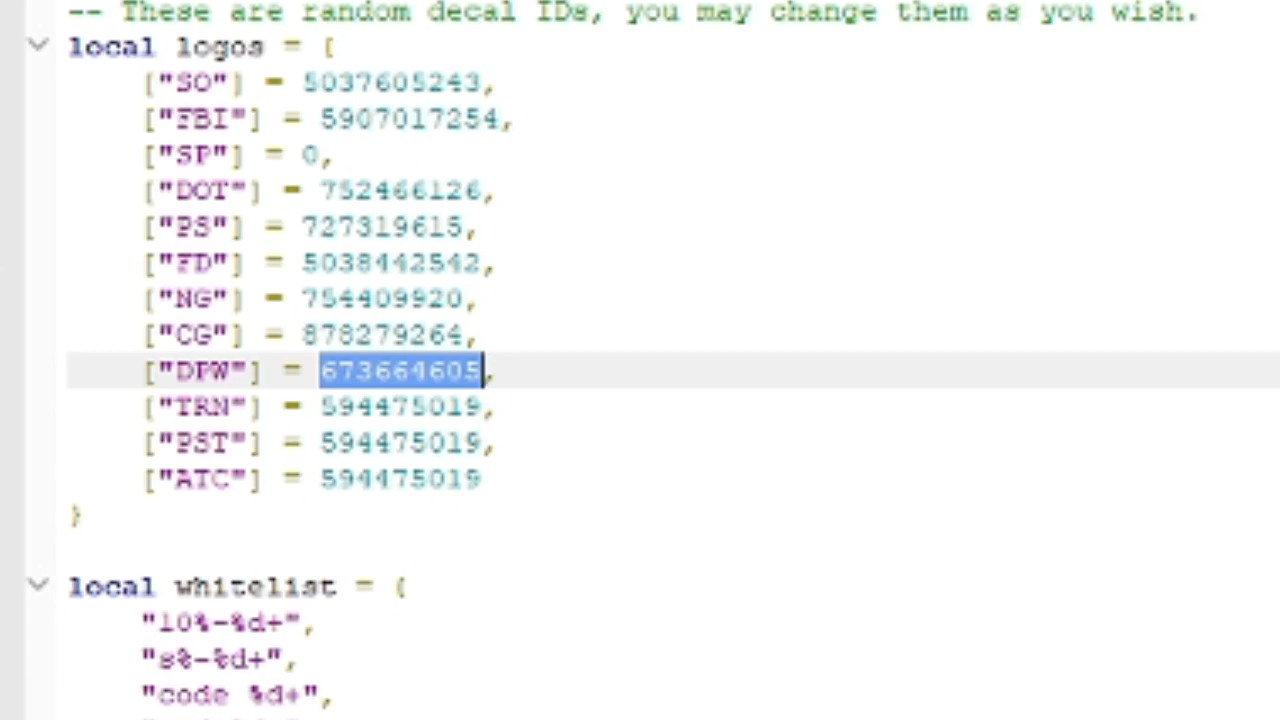 -- These are random decal IDs, you may change them as you wish.
local logos = {
["SO"] = 5037605243,
["FBI"] = 5907017254,
["SP"] = 0,
["DOT"] = 752466126,
["PS"] = 727319615,
["FD"] = 5038442542,
["NG"] = 754409920,
["CG"] = 878279264,
["DPW"] = 673664605,
["TRN"] = 594475019,
["PST"] = 594475019,
["ATC"] = 594475019
}
local whitelist = {
"10%-%d+",
"s%-%d+",
"code %d+",